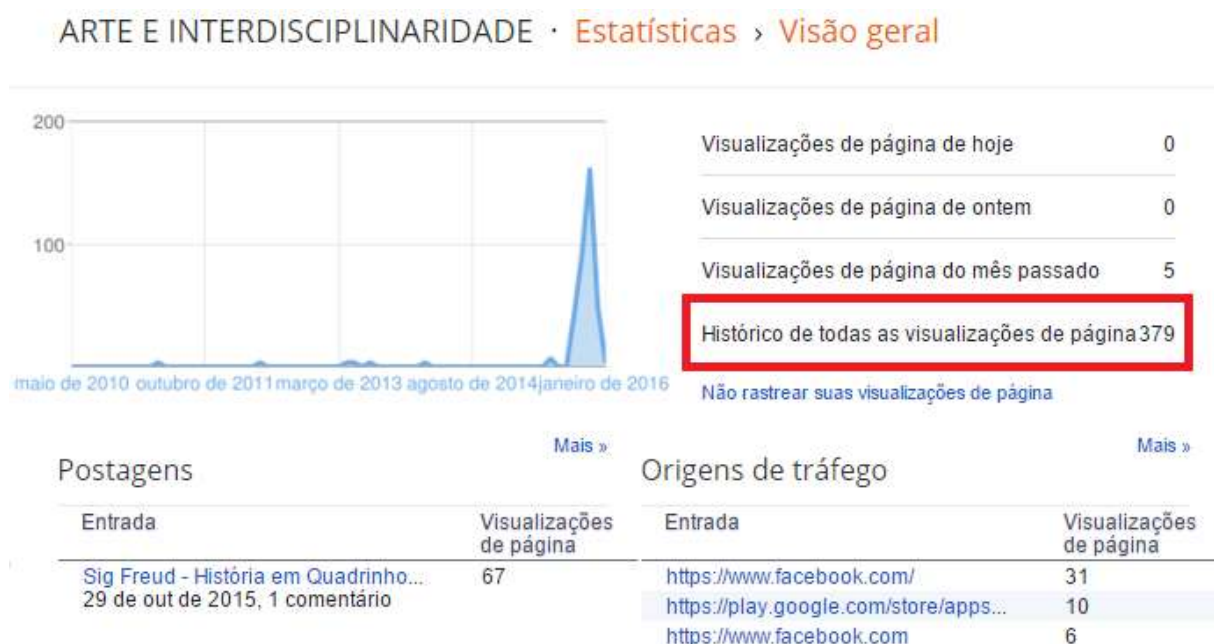 ARTE E INTERDISCIPLINARIDADE · Estatísticas › Visão geral
200
100
maio de 2010 outubro de 2011 março de 2013 agosto de 2014 janeiro de 2016
Visualizações de página de hoje 0
Visualizações de página de ontem 0
Visualizações de página do mês passado 5
Histórico de todas as visualizações de página 379
Não rastrear suas visualizações de página
Mais »
Postagens
Entrada Visualizações
de página
Sig Freud - História em Quadrinho... 67
29 de out de 2015, 1 comentário
Mais »
Origens de tráfego
Entrada Visualizações
de página
https://www.facebook.com/ 31
https://play.google.com/store/apps... 10
https://www.facebook.com 6